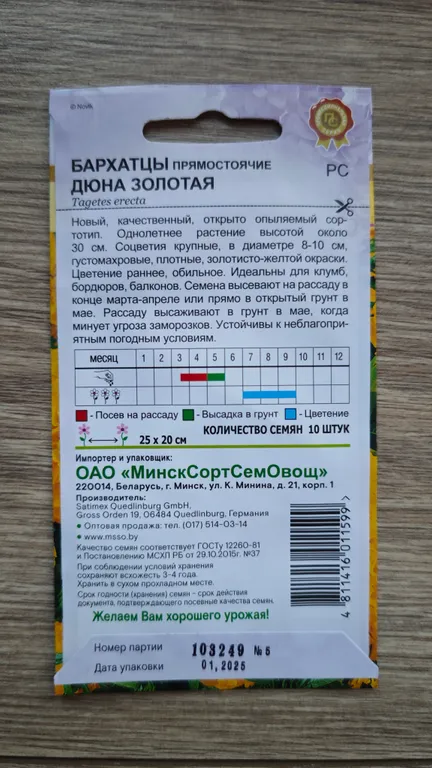 © Novik
БАРХАТЦЫ ПРЯМОСТОЯЧИЕ
РС
ДЮНА ЗОЛОТАЯ
Tagetes erecta
Новый, качественный, открыто опыляемый сор-
тотип. Однолетнее растение высотой около
30 см. Соцветия крупные, в диаметре 8-10 см,
густомахровые, плотные, золотисто-желтой окраски.
Цветение раннее, обильное. Идеальны для клумб,
бордюров, балконов. Семена высевают на рассаду в
конце марта-апреле или прямо в открытый грунт в
мае. Рассаду высаживают в грунт в мае, когда
минует угроза заморозков. Устойчивы к неблагопри-
ятным погодным условиям.
месяц 1 2 3 4 5 6 7 8 9 10 11 12
- Посев на рассаду - Высадка в грунт - Цветение
25 х 20 см
КОЛИЧЕСТВО СЕМЯН 10 ШТУК
Импортер и упаковщик:
ОАО «МинскСортСемОвощ»
220014, Беларусь, г. Минск, ул. К. Минина, д. 21, корп. 1
Производитель:
Satimex Quedlinburg GmbH,
Gross Orden 19, 06484 Quedlinburg, Германия
• Оптовая продажа: тел. (017) 514-03-14
• www.msso.by
Качество семян соответствует ГОСТу 12260-81
и Постановлению МСХП РБ от 29.10.2015г. №37
При соблюдении условий хранения
сохраняют всхожесть 3-4 года.
Хранить в сухом прохладном месте.
Срок годности (хранения) семян – срок действия
документа, подтверждающего посевные качества семян.
Желаем Вам хорошего урожая!
4 811416 011599 >
Номер партии 103249 № 5
Дата упаковки 01,2025